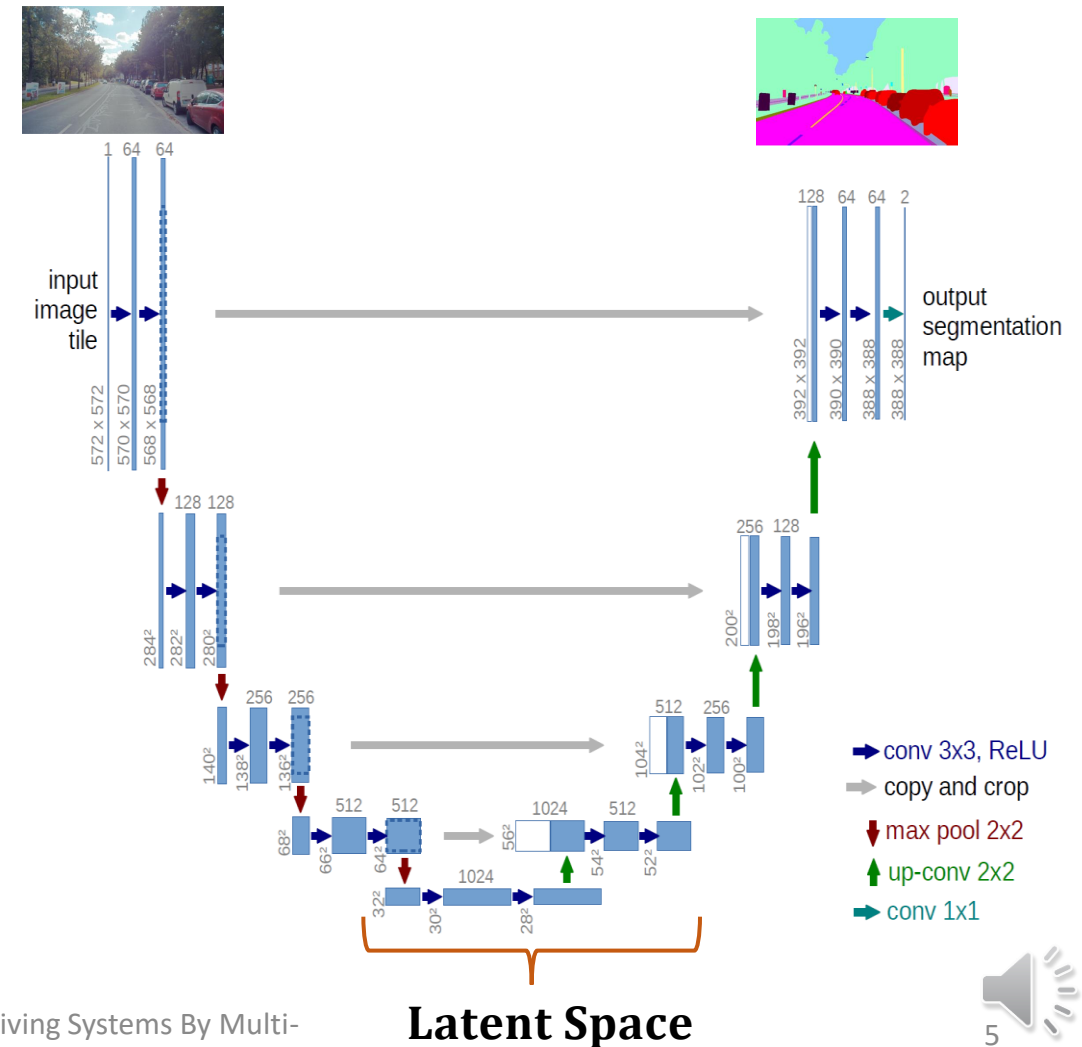 1 64 64
input
image
tile
572 x 572
570 x 570
568 x 568
128 64 64 2
392 x 392
390 x 390
388 x 388
388 x 388
output
segmentation
map
128 128
284²
282²
280²
256 128
200²
198²
196²
256 256
140²
138²
136²
512 256
104²
102²
100²
512 512
68²
66²
64²
1024 512
56²
54²
52²
1024
32²
30²
28²
conv 3x3, ReLU
copy and crop
max pool 2x2
up-conv 2x2
conv 1x1
Latent Space
iving Systems By Multi-
5